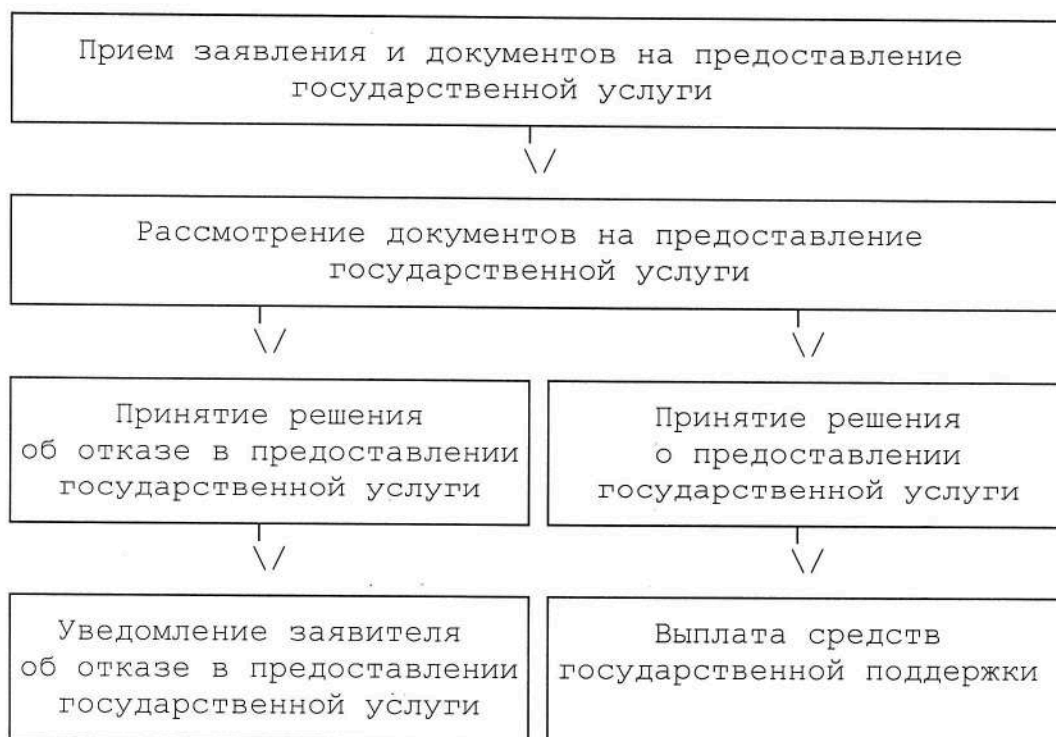 Прием заявления и документов на предоставление
государственной услуги
Рассмотрение документов на предоставление
государственной услуги
Принятие решения
об отказе в предоставлении
государственной услуги
Принятие решения
о предоставлении
государственной услуги
Уведомление заявителя
об отказе в предоставлении
государственной услуги
Выплата средств
государственной поддержки